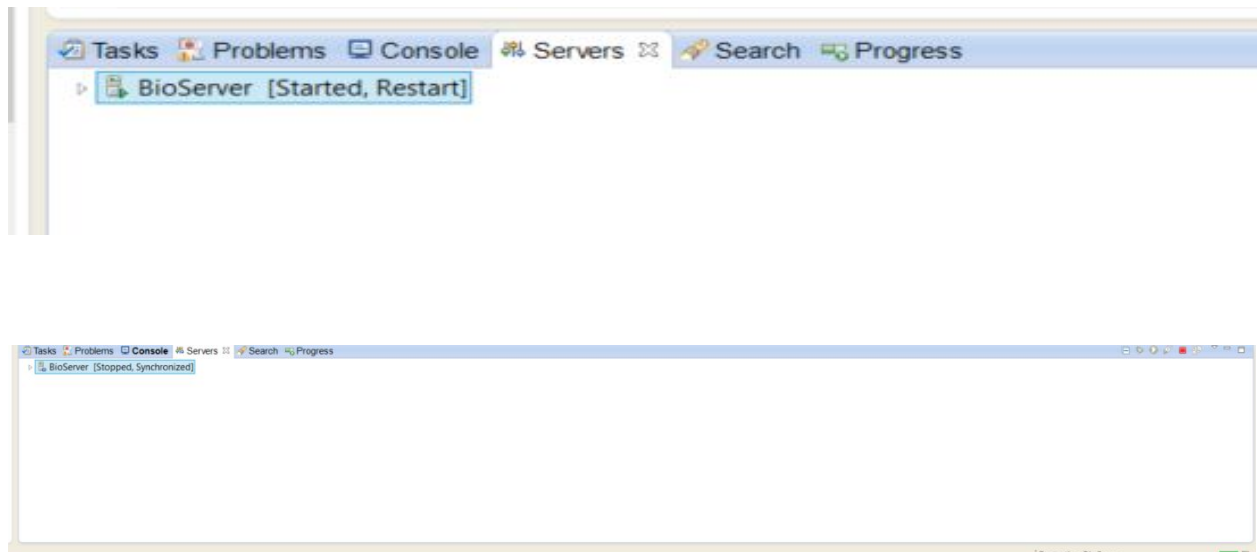 Tasks Problems Console Servers Search Progress
BioServer [Started, Restart]
Tasks Problems Console Servers Search Progress
BioServer [Stopped, Synchronized]